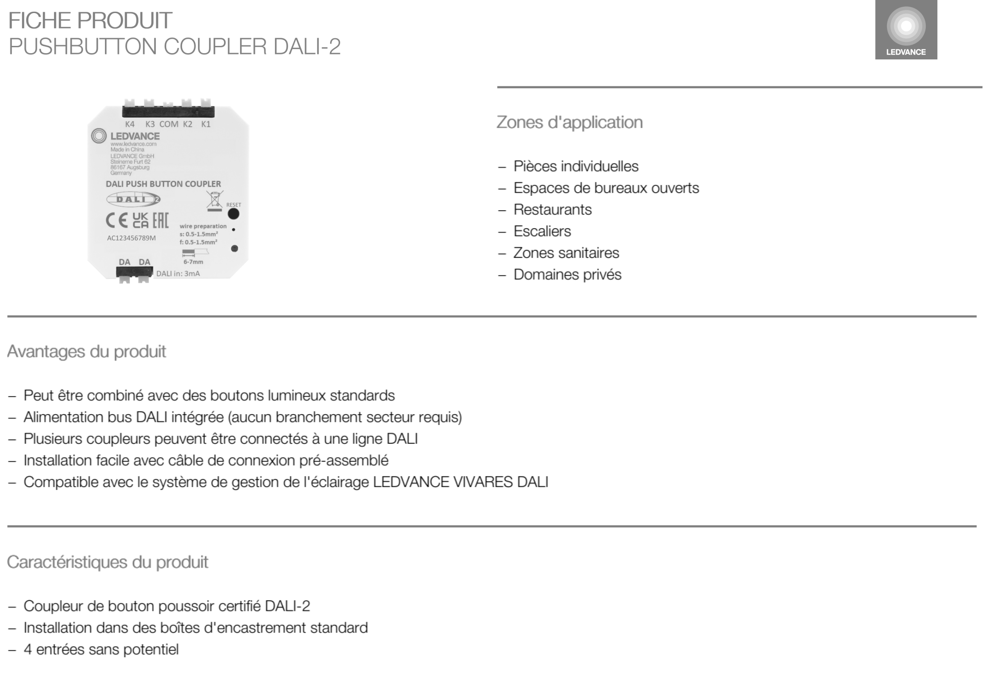 FICHE PRODUIT
PUSHBUTTON COUPLER DALI-2
LEDVANCE
K4 K3 COM K2 K1
LEDVANCE
www.ledvance.com
Made in China
LEDVANCE GmbH
Steinerne Furt 62
86167 Augsburg
Germany
DALI PUSH BUTTON COUPLER
DALI 2
RESET
CE UK CA EAC
wire preparation
s: 0.5-1.5mm²
f: 0.5-1.5mm²
AC123456789M
6-7mm
DA DA
DALI in: 3mA
Zones d'application
– Pièces individuelles
– Espaces de bureaux ouverts
– Restaurants
– Escaliers
– Zones sanitaires
– Domaines privés
Avantages du produit
– Peut être combiné avec des boutons lumineux standards
– Alimentation bus DALI intégrée (aucun branchement secteur requis)
– Plusieurs coupleurs peuvent être connectés à une ligne DALI
– Installation facile avec câble de connexion pré-assemblé
– Compatible avec le système de gestion de l'éclairage LEDVANCE VIVARES DALI
Caractéristiques du produit
– Coupleur de bouton poussoir certifié DALI-2
– Installation dans des boîtes d'encastrement standard
– 4 entrées sans potentiel